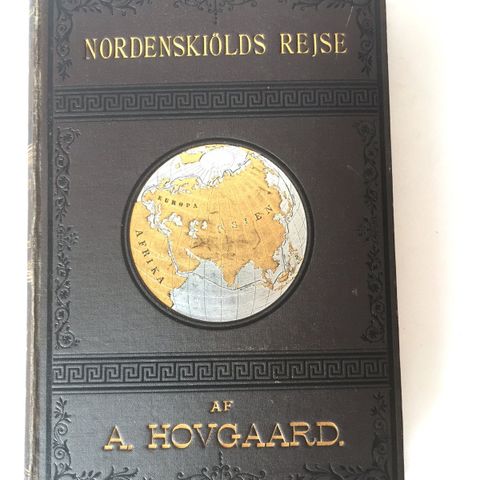 NORDENSKIÖLDS REJSE
EUROPA
ASIEN
AFRIKA
AF
A. HOVGAARD.